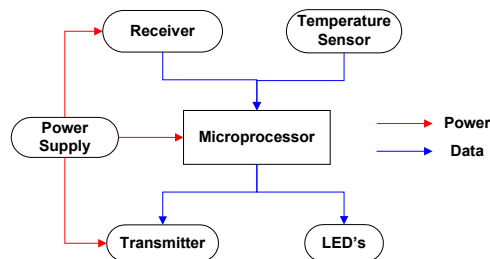 Receiver
Temperature
Sensor
Power
Supply
Microprocessor
Power
Data
Transmitter
LED's